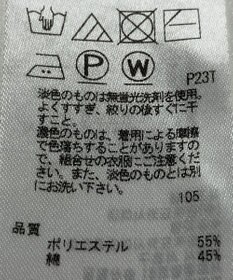 P W
P23T
淡色のものは無蛍光洗剤を使用。
よくすすぎ、絞りの後すぐに干
すこと。
濃色のものは、着用による摩擦
で色落ちすることがありますの
で、組合せの衣服にご注意くだ
さい。また、淡色のものとは別
にお洗い下さい。
105
品質
ポリエステル 55%
綿 45%